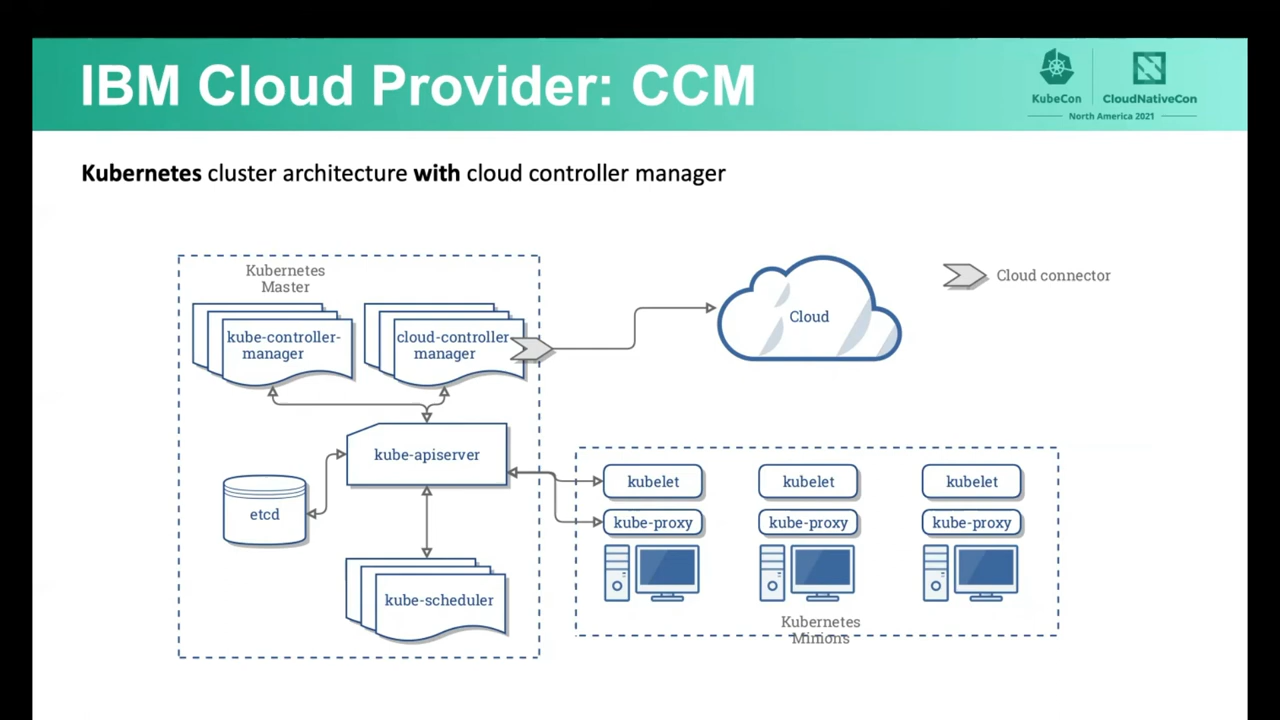 IBM Cloud Provider: CCM
KubeCon
CloudNativeCon
North America 2021
Kubernetes cluster architecture with cloud controller manager
Kubernetes
Master
kube-controller-
manager
cloud-controller
manager
Cloud
Cloud connector
kube-apiserver
etcd
kube-scheduler
kubelet
kubelet
kubelet
kube-proxy
kube-proxy
kube-proxy
Kubernetes
Minions